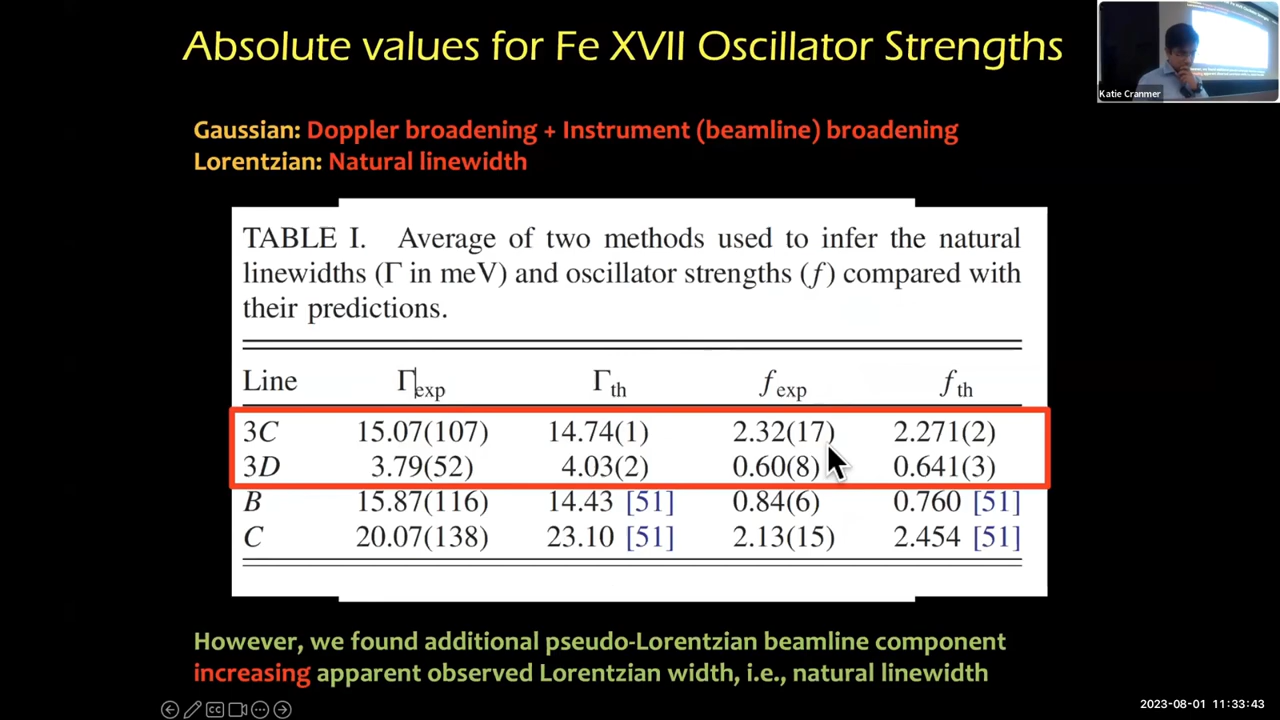 Absolute values for Fe XVII Oscillator Strengths
Katie Cranmer
Gaussian: Doppler broadening + Instrument (beamline) broadening
Lorentzian: Natural linewidth
TABLE I. Average of two methods used to infer the natural
linewidths (Γ in meV) and oscillator strengths (f) compared with
their predictions.
Line Γexp Γth fexp fth
3C 15.07(107) 14.74(1) 2.32(17) 2.271(2)
3D 3.79(52) 4.03(2) 0.60(8) 0.641(3)
B 15.87(116) 14.43 [51] 0.84(6) 0.760 [51]
C 20.07(138) 23.10 [51] 2.13(15) 2.454 [51]
However, we found additional pseudo-Lorentzian beamline component
increasing apparent observed Lorentzian width, i.e., natural linewidth
CC
2023-08-01 11:33:43